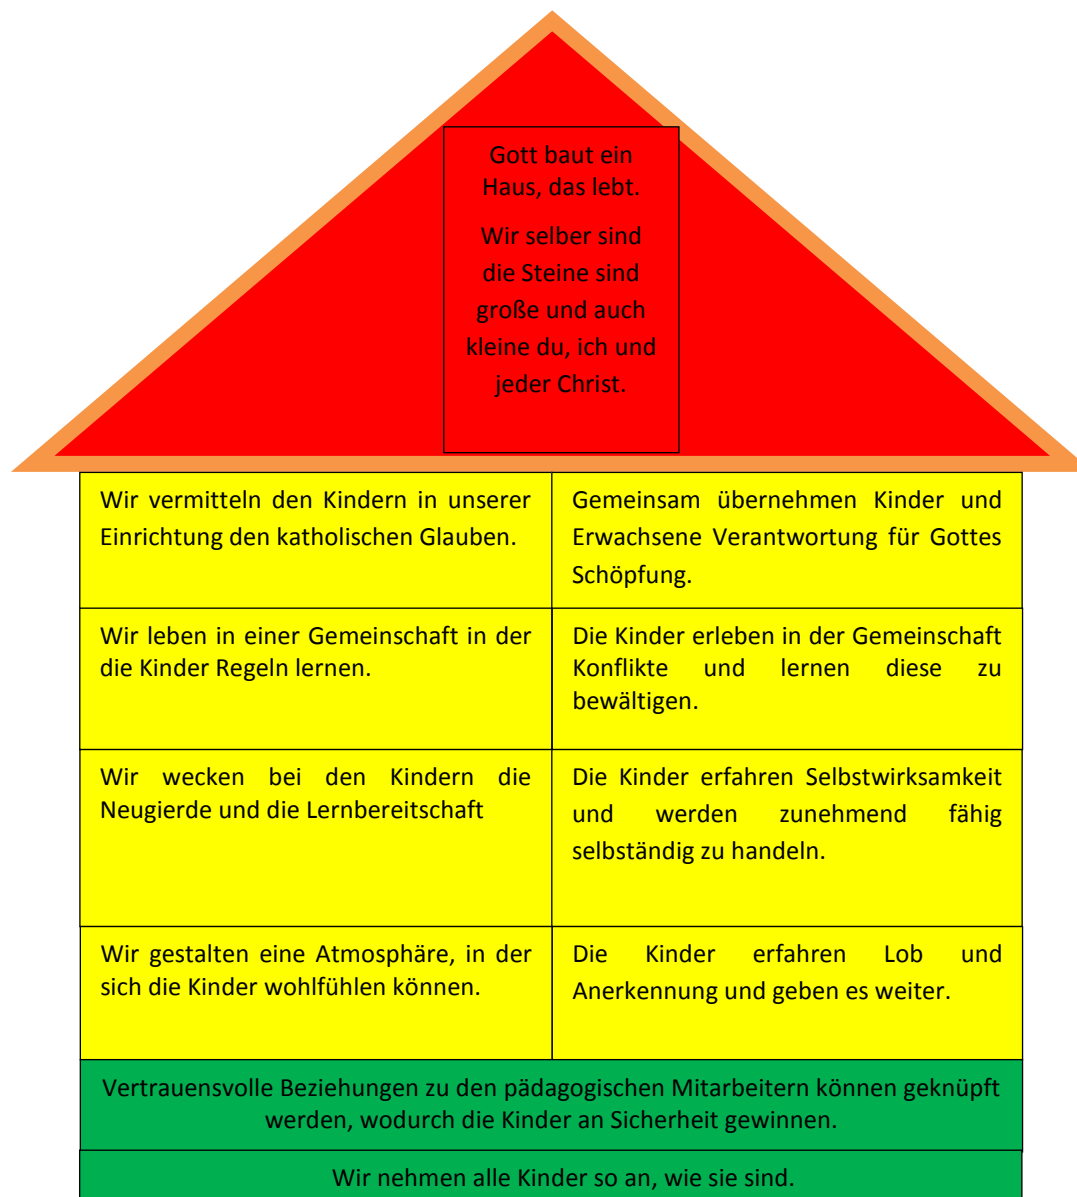 Gott baut ein
Haus, das lebt.
Wir selber sind
die Steine sind
große und auch
kleine du, ich und
jeder Christ.
Wir vermitteln den Kindern in unserer
Einrichtung den katholischen Glauben.
Gemeinsam übernehmen Kinder und
Erwachsene Verantwortung für Gottes
Schöpfung.
Wir leben in einer Gemeinschaft in der
die Kinder Regeln lernen.
Die Kinder erleben in der Gemeinschaft
Konflikte und lernen diese zu
bewältigen.
Wir wecken bei den Kindern die
Neugierde und die Lernbereitschaft
Die Kinder erfahren Selbstwirksamkeit
und werden zunehmend fähig
selbständig zu handeln.
Wir gestalten eine Atmosphäre, in der
sich die Kinder wohlfühlen können.
Die Kinder erfahren Lob und
Anerkennung und geben es weiter.
Vertrauensvolle Beziehungen zu den pädagogischen Mitarbeitern können geknüpft
werden, wodurch die Kinder an Sicherheit gewinnen.
Wir nehmen alle Kinder so an, wie sie sind.